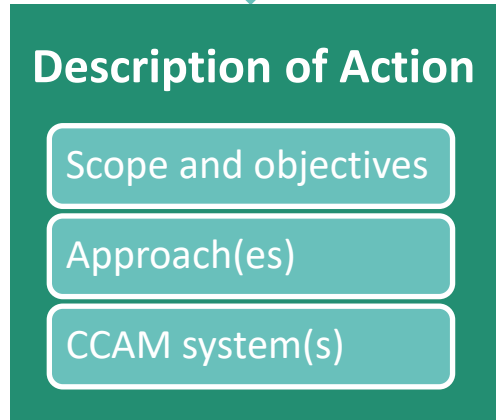 Description of Action
Scope and objectives
Approach(es)
CCAM system(s)